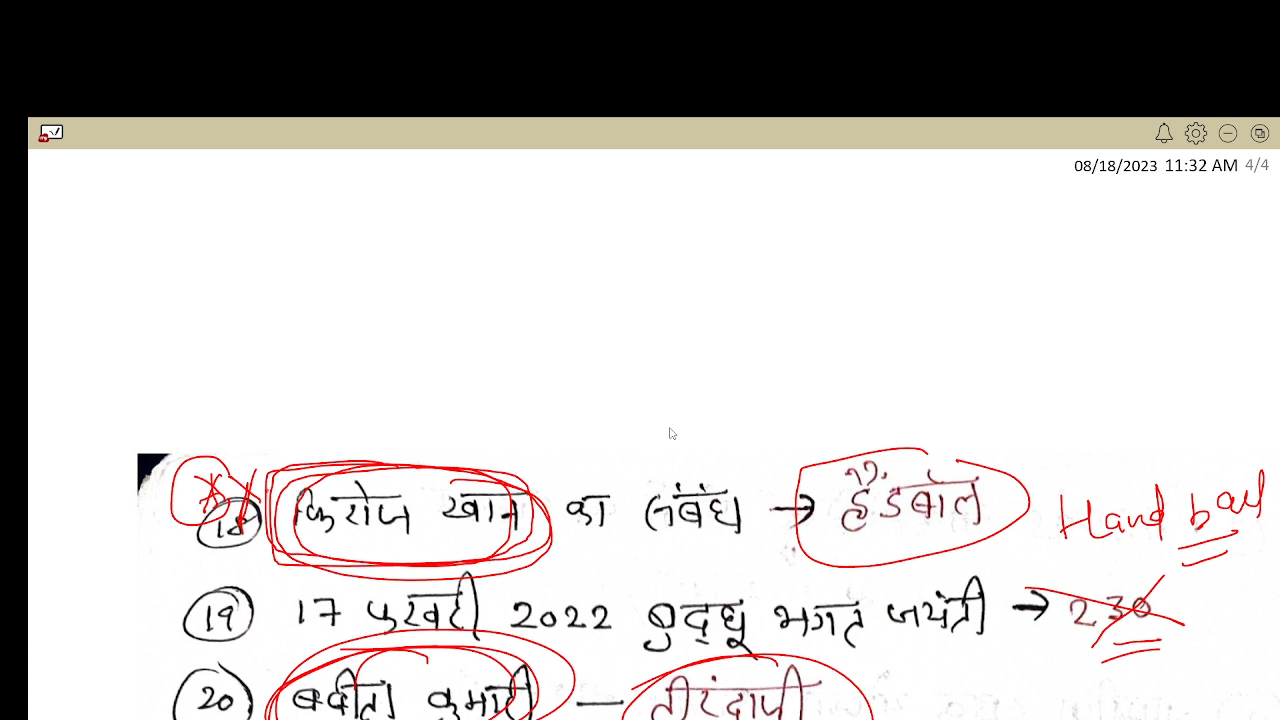 08/18/2023 11:32 AM 4/4
18 फिरोज खान का संबंध → हैंडबॉल Hand ball
19 17 फरवरी 2022 बुद्धू भगत जयंत्री → 230
20 कुमारी — तीरंदाजी